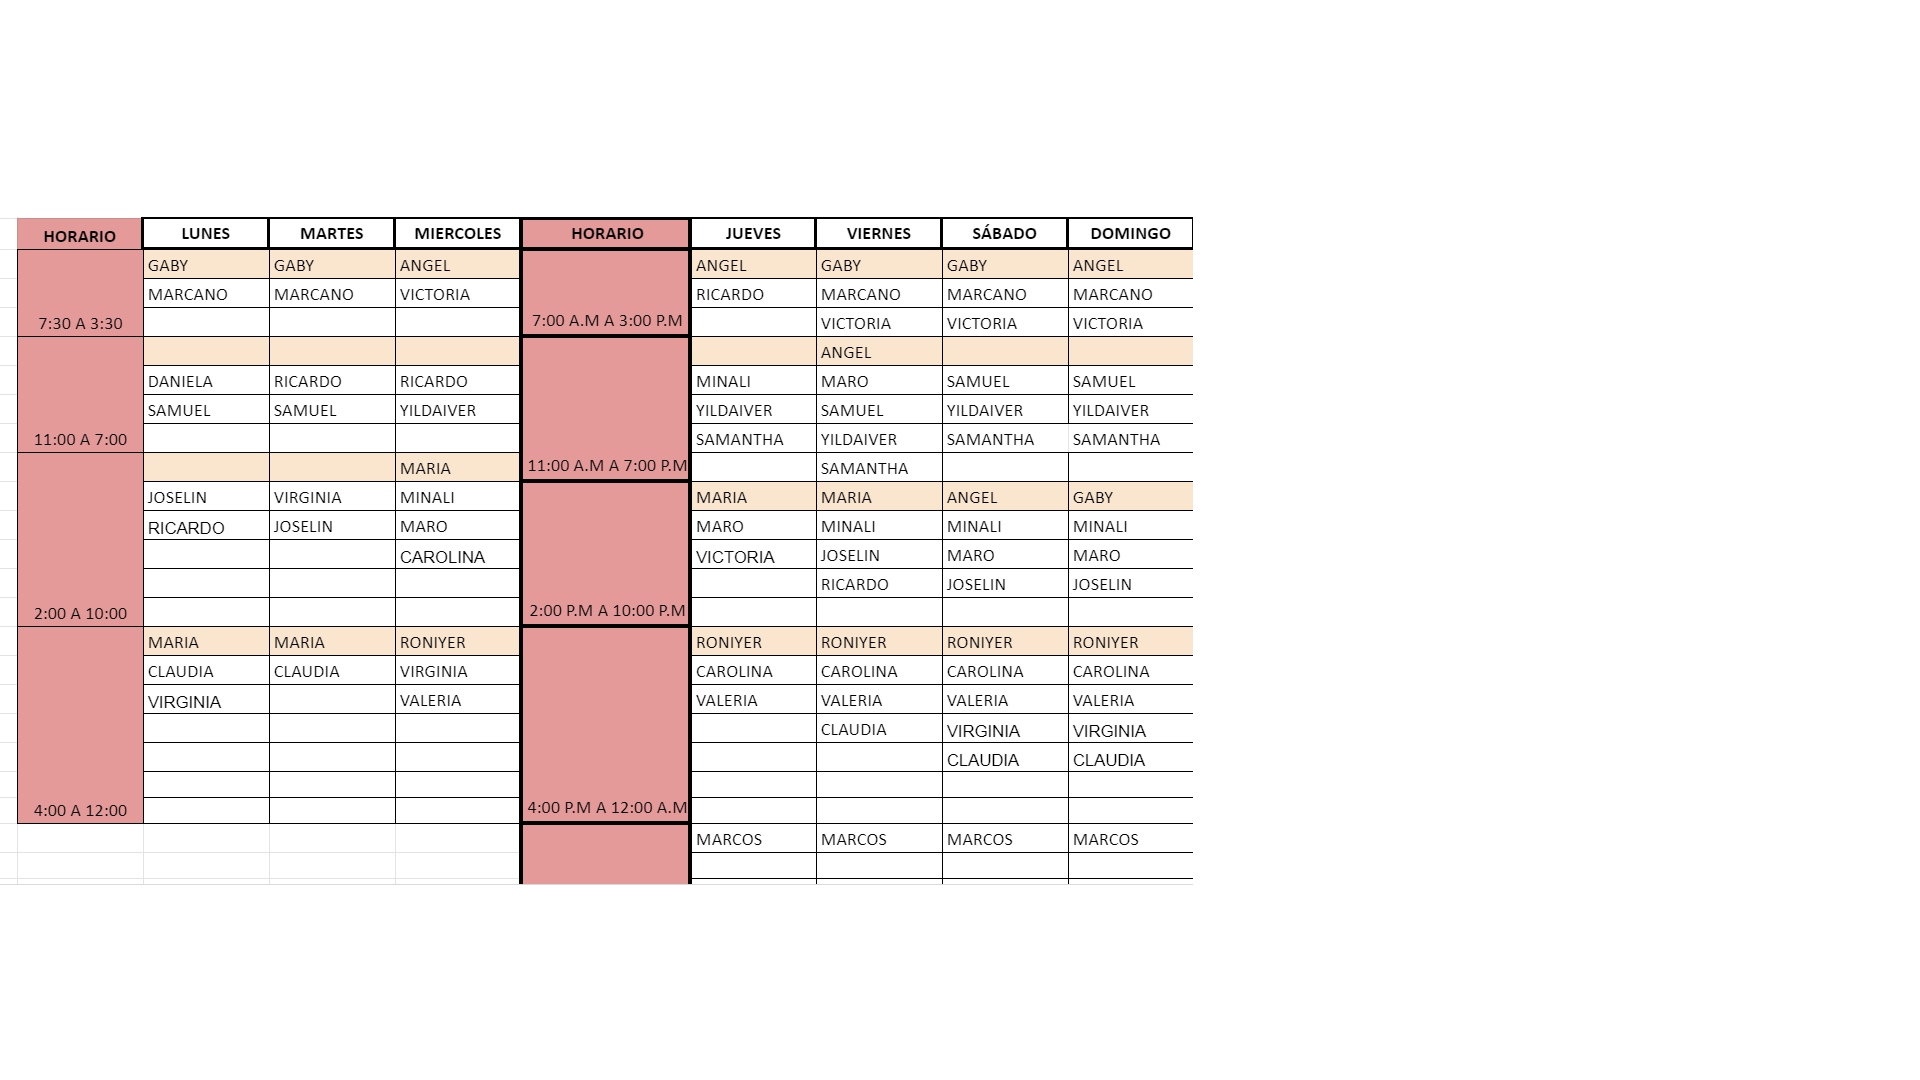 HORARIO LUNES MARTES MIERCOLES HORARIO JUEVES VIERNES SÁBADO DOMINGO
GABY GABY ANGEL ANGEL GABY GABY ANGEL
MARCANO MARCANO VICTORIA RICARDO MARCANO MARCANO MARCANO
7:30 A 3:30 7:00 A.M A 3:00 P.M VICTORIA VICTORIA VICTORIA
ANGEL
DANIELA RICARDO RICARDO MINALI MARO SAMUEL SAMUEL
SAMUEL SAMUEL YILDAIVER YILDAIVER SAMUEL YILDAIVER YILDAIVER
11:00 A 7:00 SAMANTHA YILDAIVER SAMANTHA SAMANTHA
MARIA 11:00 A.M A 7:00 P.M SAMANTHA
JOSELIN VIRGINIA MINALI MARIA MARIA ANGEL GABY
RICARDO JOSELIN MARO MARO MINALI MINALI MINALI
CAROLINA VICTORIA JOSELIN MARO MARO
RICARDO JOSELIN JOSELIN
2:00 A 10:00 2:00 P.M A 10:00 P.M
MARIA MARIA RONIYER RONIYER RONIYER RONIYER RONIYER
CLAUDIA CLAUDIA VIRGINIA CAROLINA CAROLINA CAROLINA CAROLINA
VIRGINIA VALERIA VALERIA VALERIA VALERIA VALERIA
CLAUDIA VIRGINIA VIRGINIA
CLAUDIA CLAUDIA
4:00 A 12:00 4:00 P.M A 12:00 A.M
MARCOS MARCOS MARCOS MARCOS